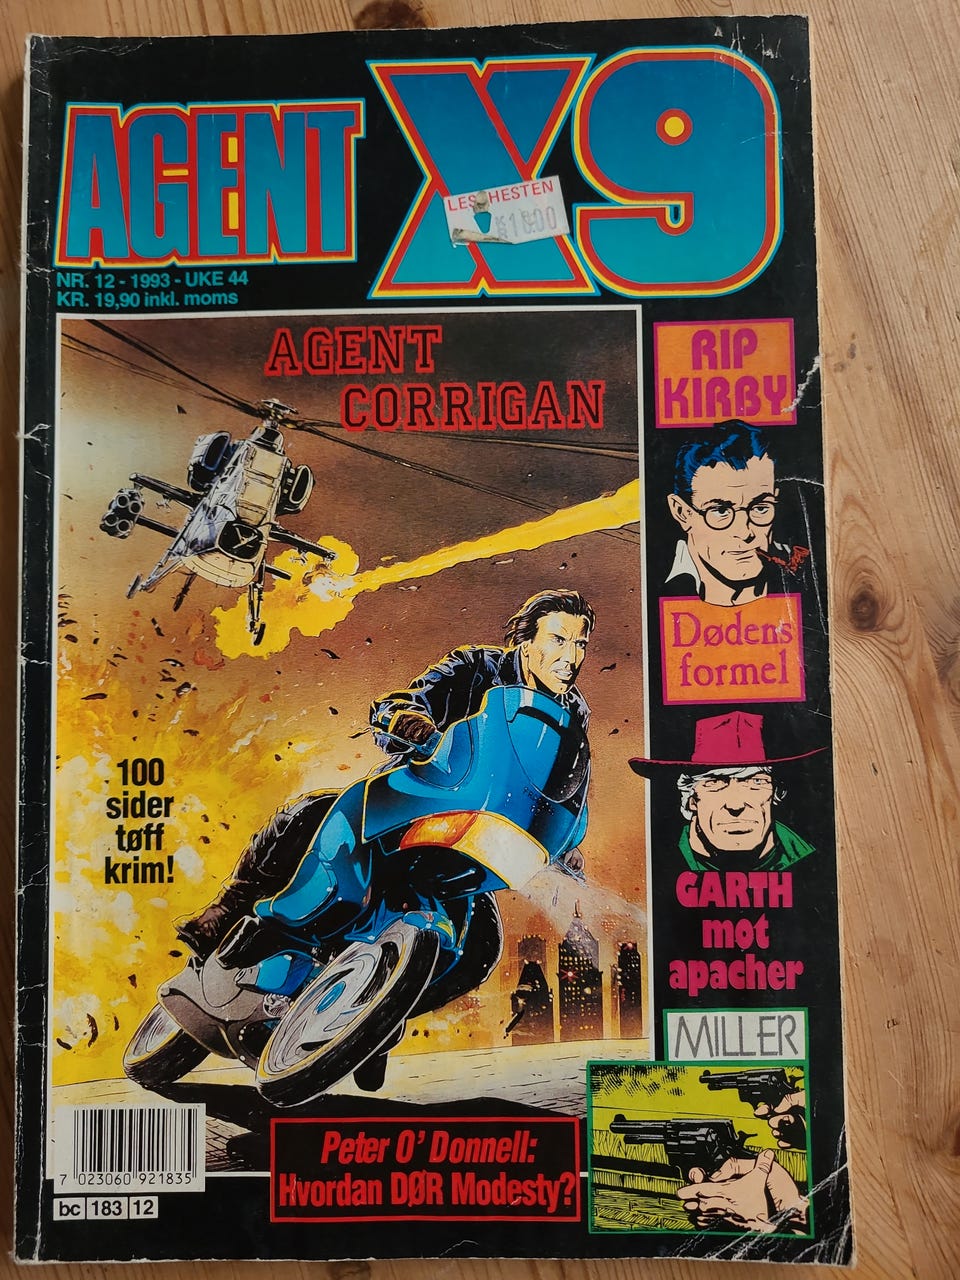 AGENT X9
LESEHESTEN
NR. 12 - 1993 - UKE 44
KR. 19,90 inkl. moms
AGENT
CORRIGAN
RIP
KIRBY
Dødens
formel
100
sider
tøff
krim!
GARTH
møt
apacher
MILLER
Peter O' Donnell:
Hvordan DØR Modesty?
7 023060 921835
bc 183 12